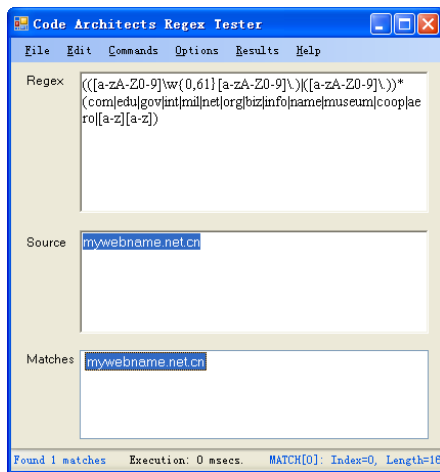 Code Architects Regex Tester
File Edit Commands Options Results Help
Regex
(([a-zA-Z0-9]\w{0,61}[a-zA-Z0-9]\.)|([a-zA-Z0-9]\.))*
(com|edu|gov|int|mil|net|org|biz|info|name|museum|coop|ae
ro|[a-z][a-z])
Source
mywebname.net.cn
Matches
mywebname.net.cn
Found 1 matches Execution: 0 msecs. MATCH[0]: Index=0, Length=16